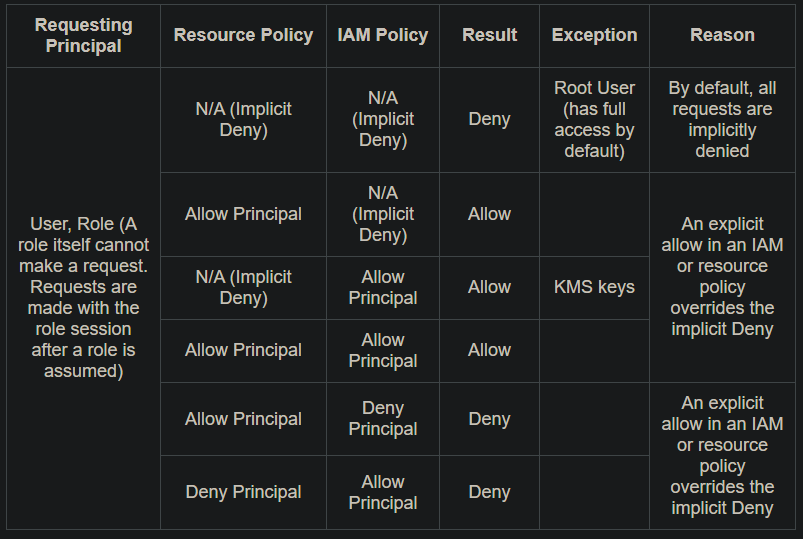 Requesting
Principal
Resource Policy
IAM Policy
Result
Exception
Reason
User, Role (A
role itself cannot
make a request.
Requests are
made with the
role session
after a role is
assumed)
N/A (Implicit
Deny)
N/A
(Implicit
Deny)
Deny
Root User
(has full
access by
default)
By default, all
requests are
implicitly
denied
Allow Principal
N/A
(Implicit
Deny)
Allow
An explicit
allow in an IAM
or resource
policy
overrides the
implicit Deny
N/A (Implicit
Deny)
Allow
Principal
Allow
KMS keys
Allow Principal
Allow
Principal
Allow
Allow Principal
Deny
Principal
Deny
An explicit
allow in an IAM
or resource
policy
overrides the
implicit Deny
Deny Principal
Allow
Principal
Deny